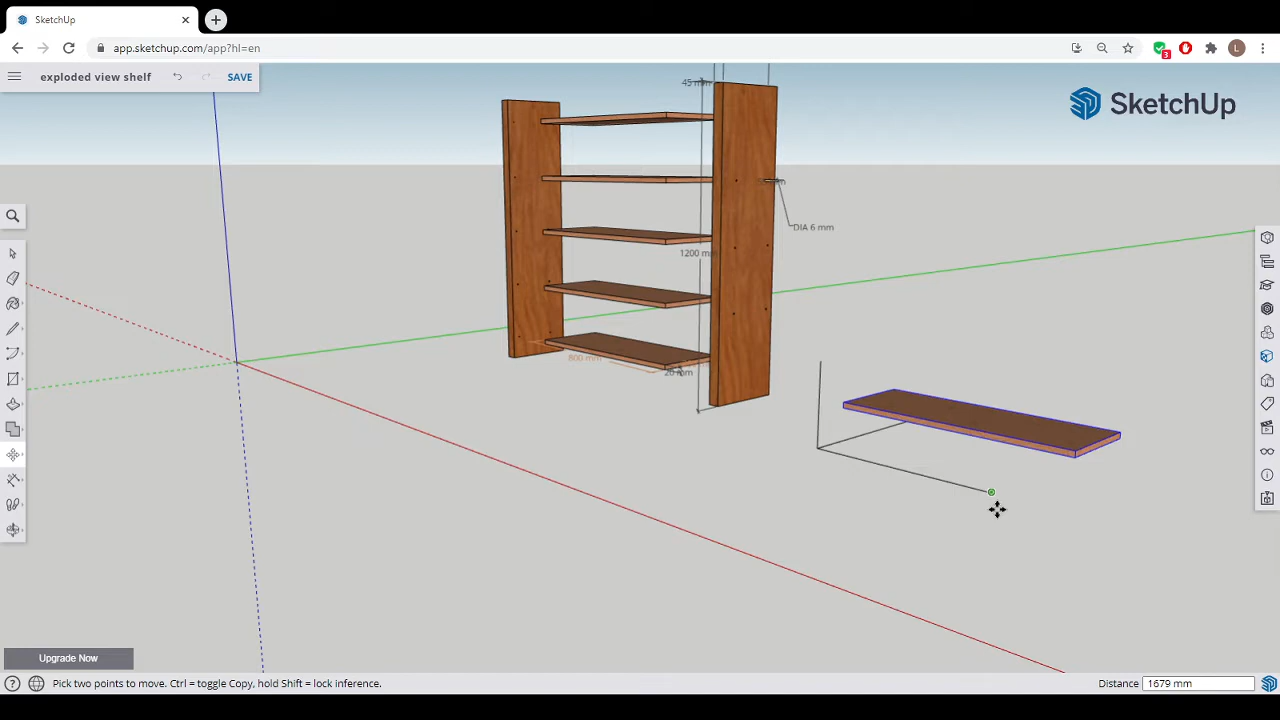 SketchUp
app.sketchup.com/app?hl=en
3
L
exploded view shelf
SAVE
SketchUp
45 mm
DIA 6 mm
1200 mm
800 mm
20 mm
Upgrade Now
Pick two points to move. Ctrl = toggle Copy, hold Shift = lock inference.
Distance
1679 mm